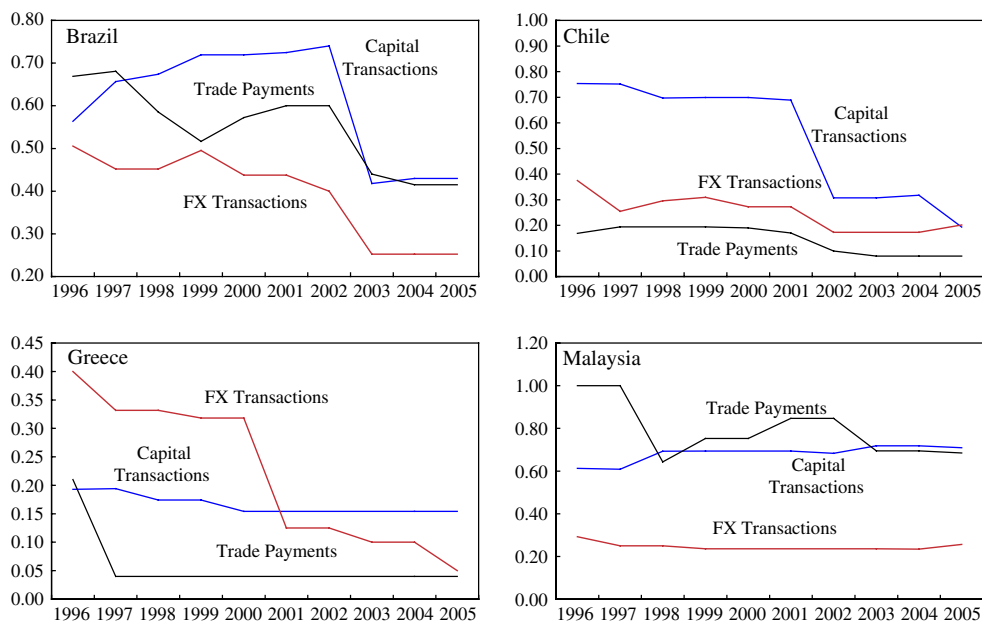 Brazil
0.80
0.70
0.60
0.50
0.40
0.30
0.20
Capital
Transactions
Trade Payments
FX Transactions
1996 1997 1998 1999 2000 2001 2002 2003 2004 2005
Chile
1.00
0.90
0.80
0.70
0.60
0.50
0.40
0.30
0.20
0.10
0.00
Capital
Transactions
FX Transactions
Trade Payments
1996 1997 1998 1999 2000 2001 2002 2003 2004 2005
Greece
0.45
0.40
0.35
0.30
0.25
0.20
0.15
0.10
0.05
0.00
FX Transactions
Capital
Transactions
Trade Payments
1996 1997 1998 1999 2000 2001 2002 2003 2004 2005
Malaysia
1.20
1.00
0.80
0.60
0.40
0.20
0.00
Trade Payments
Capital
Transactions
FX Transactions
1996 1997 1998 1999 2000 2001 2002 2003 2004 2005